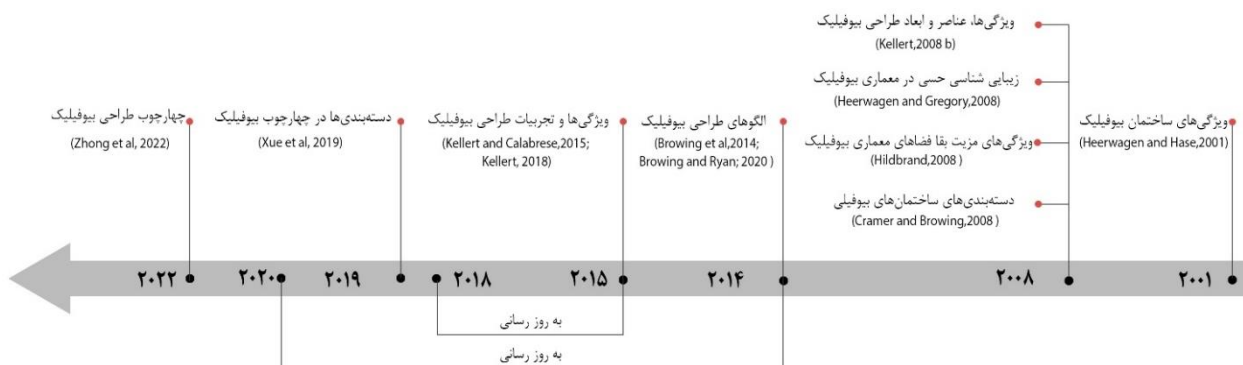 ویژگی‌های ساختمان بیوفیلیک
(Heerwagen and Hase,2001)
ویژگی‌ها، عناصر و ابعاد طراحی بیوفیلیک
(Kellert,2008 b)
زیبایی شناسی حسی در معماری بیوفیلیک
(Heerwagen and Gregory,2008)
ویژگی‌های مزیت بقا فضاهای معماری بیوفیلیک
(Hildbrand,2008 )
دسته‌بندی‌های ساختمان‌های بیوفیلی
(Cramer and Browing,2008 )
الگوهای طراحی بیوفیلیک
(Browing et al,2014;
Browing and Ryan; 2020 )
ویژگی‌ها و تجربیات طراحی بیوفیلیک
(Kellert and Calabrese,2015;
Kellert, 2018)
دسته‌بندی‌ها در چهارچوب بیوفیلیک
(Xue et al, 2019)
چهارچوب طراحی بیوفیلیک
(Zhong et al, 2022)
۲۰۰۱
۲۰۰۸
۲۰۱۴
۲۰۱۵
۲۰۱۸
۲۰۱۹
۲۰۲۰
۲۰۲۲
به روز رسانی
به روز رسانی